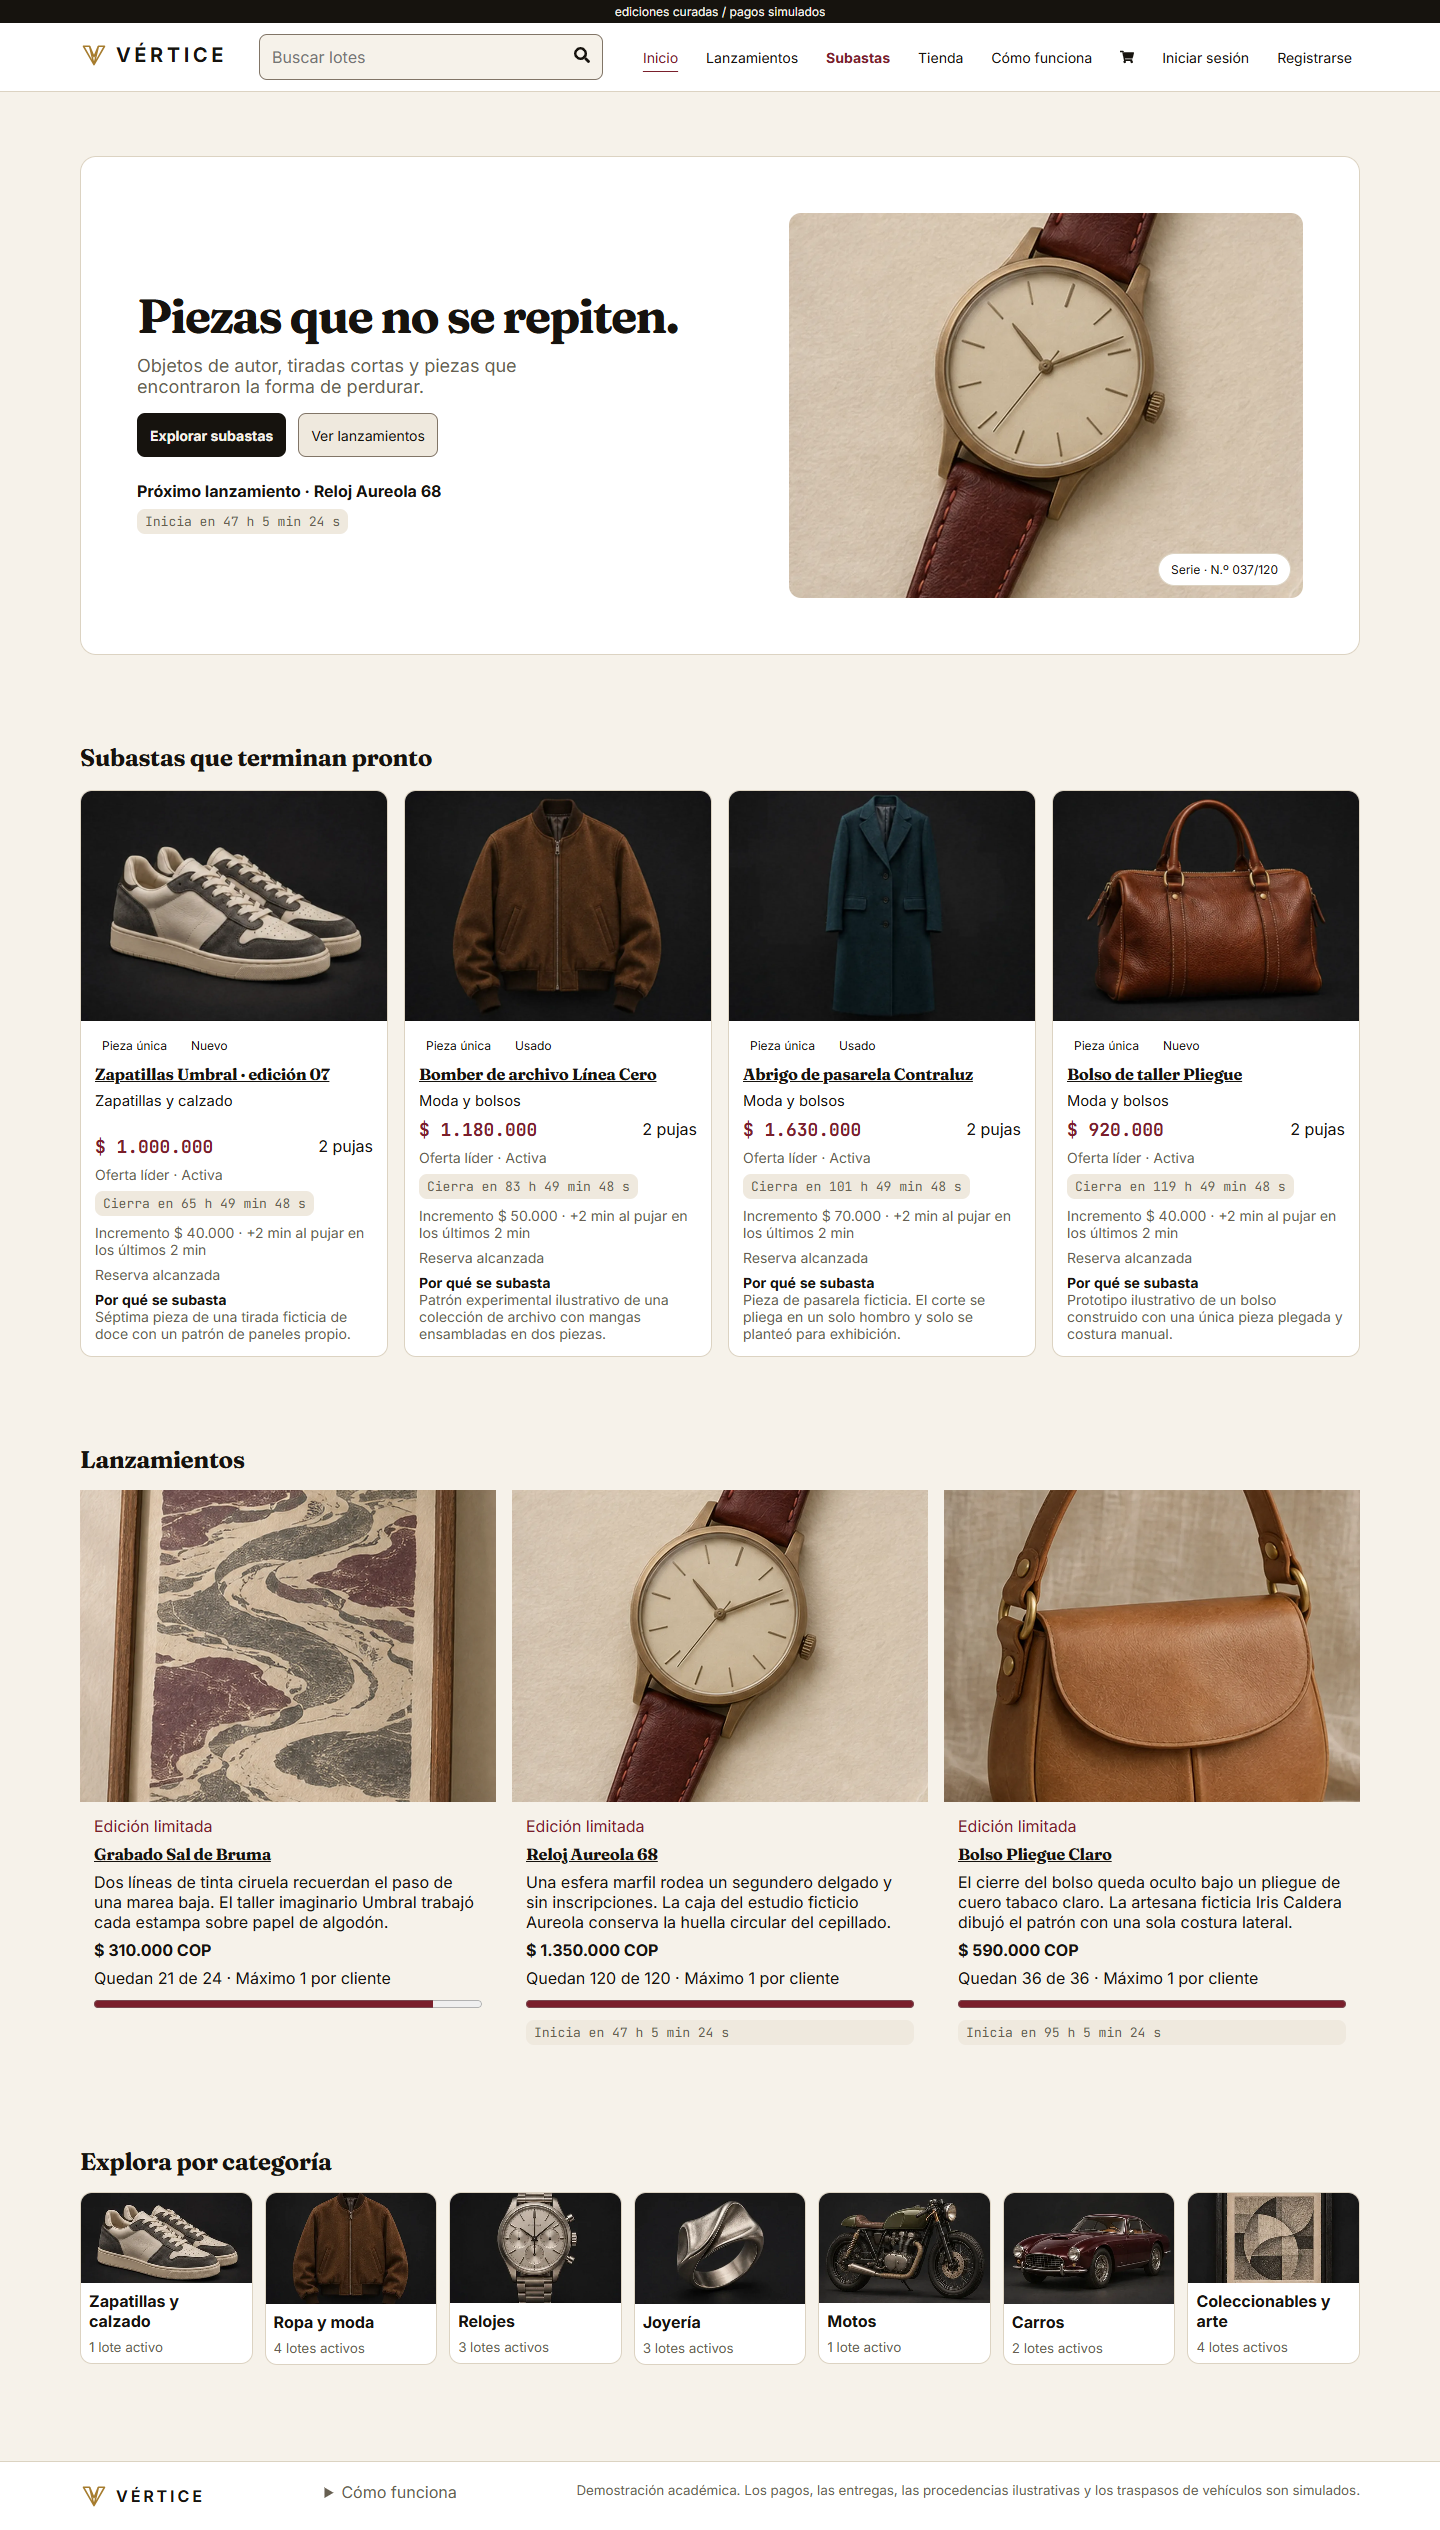 ediciones curadas / pagos simulados
VÉRTICE
Buscar lotes
Inicio
Lanzamientos
Subastas
Tienda
Cómo funciona
Iniciar sesión
Registrarse
Piezas que no se repiten.
Objetos de autor, tiradas cortas y piezas que
encontraron la forma de perdurar.
Explorar subastas
Ver lanzamientos
Próximo lanzamiento · Reloj Aureola 68
Inicia en 47 h 5 min 24 s
Serie · N.º 037/120
Subastas que terminan pronto
Pieza única
Nuevo
Zapatillas Umbral · edición 07
Zapatillas y calzado
$ 1.000.000
2 pujas
Oferta líder · Activa
Cierra en 65 h 49 min 48 s
Incremento $ 40.000 · +2 min al pujar en
los últimos 2 min
Reserva alcanzada
Por qué se subasta
Séptima pieza de una tirada ficticia de
doce con un patrón de paneles propio.
Pieza única
Usado
Bomber de archivo Línea Cero
Moda y bolsos
$ 1.180.000
2 pujas
Oferta líder · Activa
Cierra en 83 h 49 min 48 s
Incremento $ 50.000 · +2 min al pujar en
los últimos 2 min
Reserva alcanzada
Por qué se subasta
Patrón experimental ilustrativo de una
colección de archivo con mangas
ensambladas en dos piezas.
Pieza única
Usado
Abrigo de pasarela Contraluz
Moda y bolsos
$ 1.630.000
2 pujas
Oferta líder · Activa
Cierra en 101 h 49 min 48 s
Incremento $ 70.000 · +2 min al pujar en
los últimos 2 min
Reserva alcanzada
Por qué se subasta
Pieza de pasarela ficticia. El corte se
pliega en un solo hombro y solo se
planteó para exhibición.
Pieza única
Nuevo
Bolso de taller Pliegue
Moda y bolsos
$ 920.000
2 pujas
Oferta líder · Activa
Cierra en 119 h 49 min 48 s
Incremento $ 40.000 · +2 min al pujar en
los últimos 2 min
Reserva alcanzada
Por qué se subasta
Prototipo ilustrativo de un bolso
construido con una única pieza plegada y
costura manual.
Lanzamientos
Edición limitada
Grabado Sal de Bruma
Dos líneas de tinta ciruela recuerdan el paso de
una marea baja. El taller imaginario Umbral trabajó
cada estampa sobre papel de algodón.
$ 310.000 COP
Quedan 21 de 24 · Máximo 1 por cliente
Edición limitada
Reloj Aureola 68
Una esfera marfil rodea un segundero delgado y
sin inscripciones. La caja del estudio ficticio
Aureola conserva la huella circular del cepillado.
$ 1.350.000 COP
Quedan 120 de 120 · Máximo 1 por cliente
Inicia en 47 h 5 min 24 s
Edición limitada
Bolso Pliegue Claro
El cierre del bolso queda oculto bajo un pliegue de
cuero tabaco claro. La artesana ficticia Iris Caldera
dibujó el patrón con una sola costura lateral.
$ 590.000 COP
Quedan 36 de 36 · Máximo 1 por cliente
Inicia en 95 h 5 min 24 s
Explora por categoría
Zapatillas y
calzado
1 lote activo
Ropa y moda
4 lotes activos
Relojes
3 lotes activos
Joyería
3 lotes activos
Motos
1 lote activo
Carros
2 lotes activos
Coleccionables y
arte
4 lotes activos
VÉRTICE
Cómo funciona
Demostración académica. Los pagos, las entregas, las procedencias ilustrativas y los traspasos de vehículos son simulados.